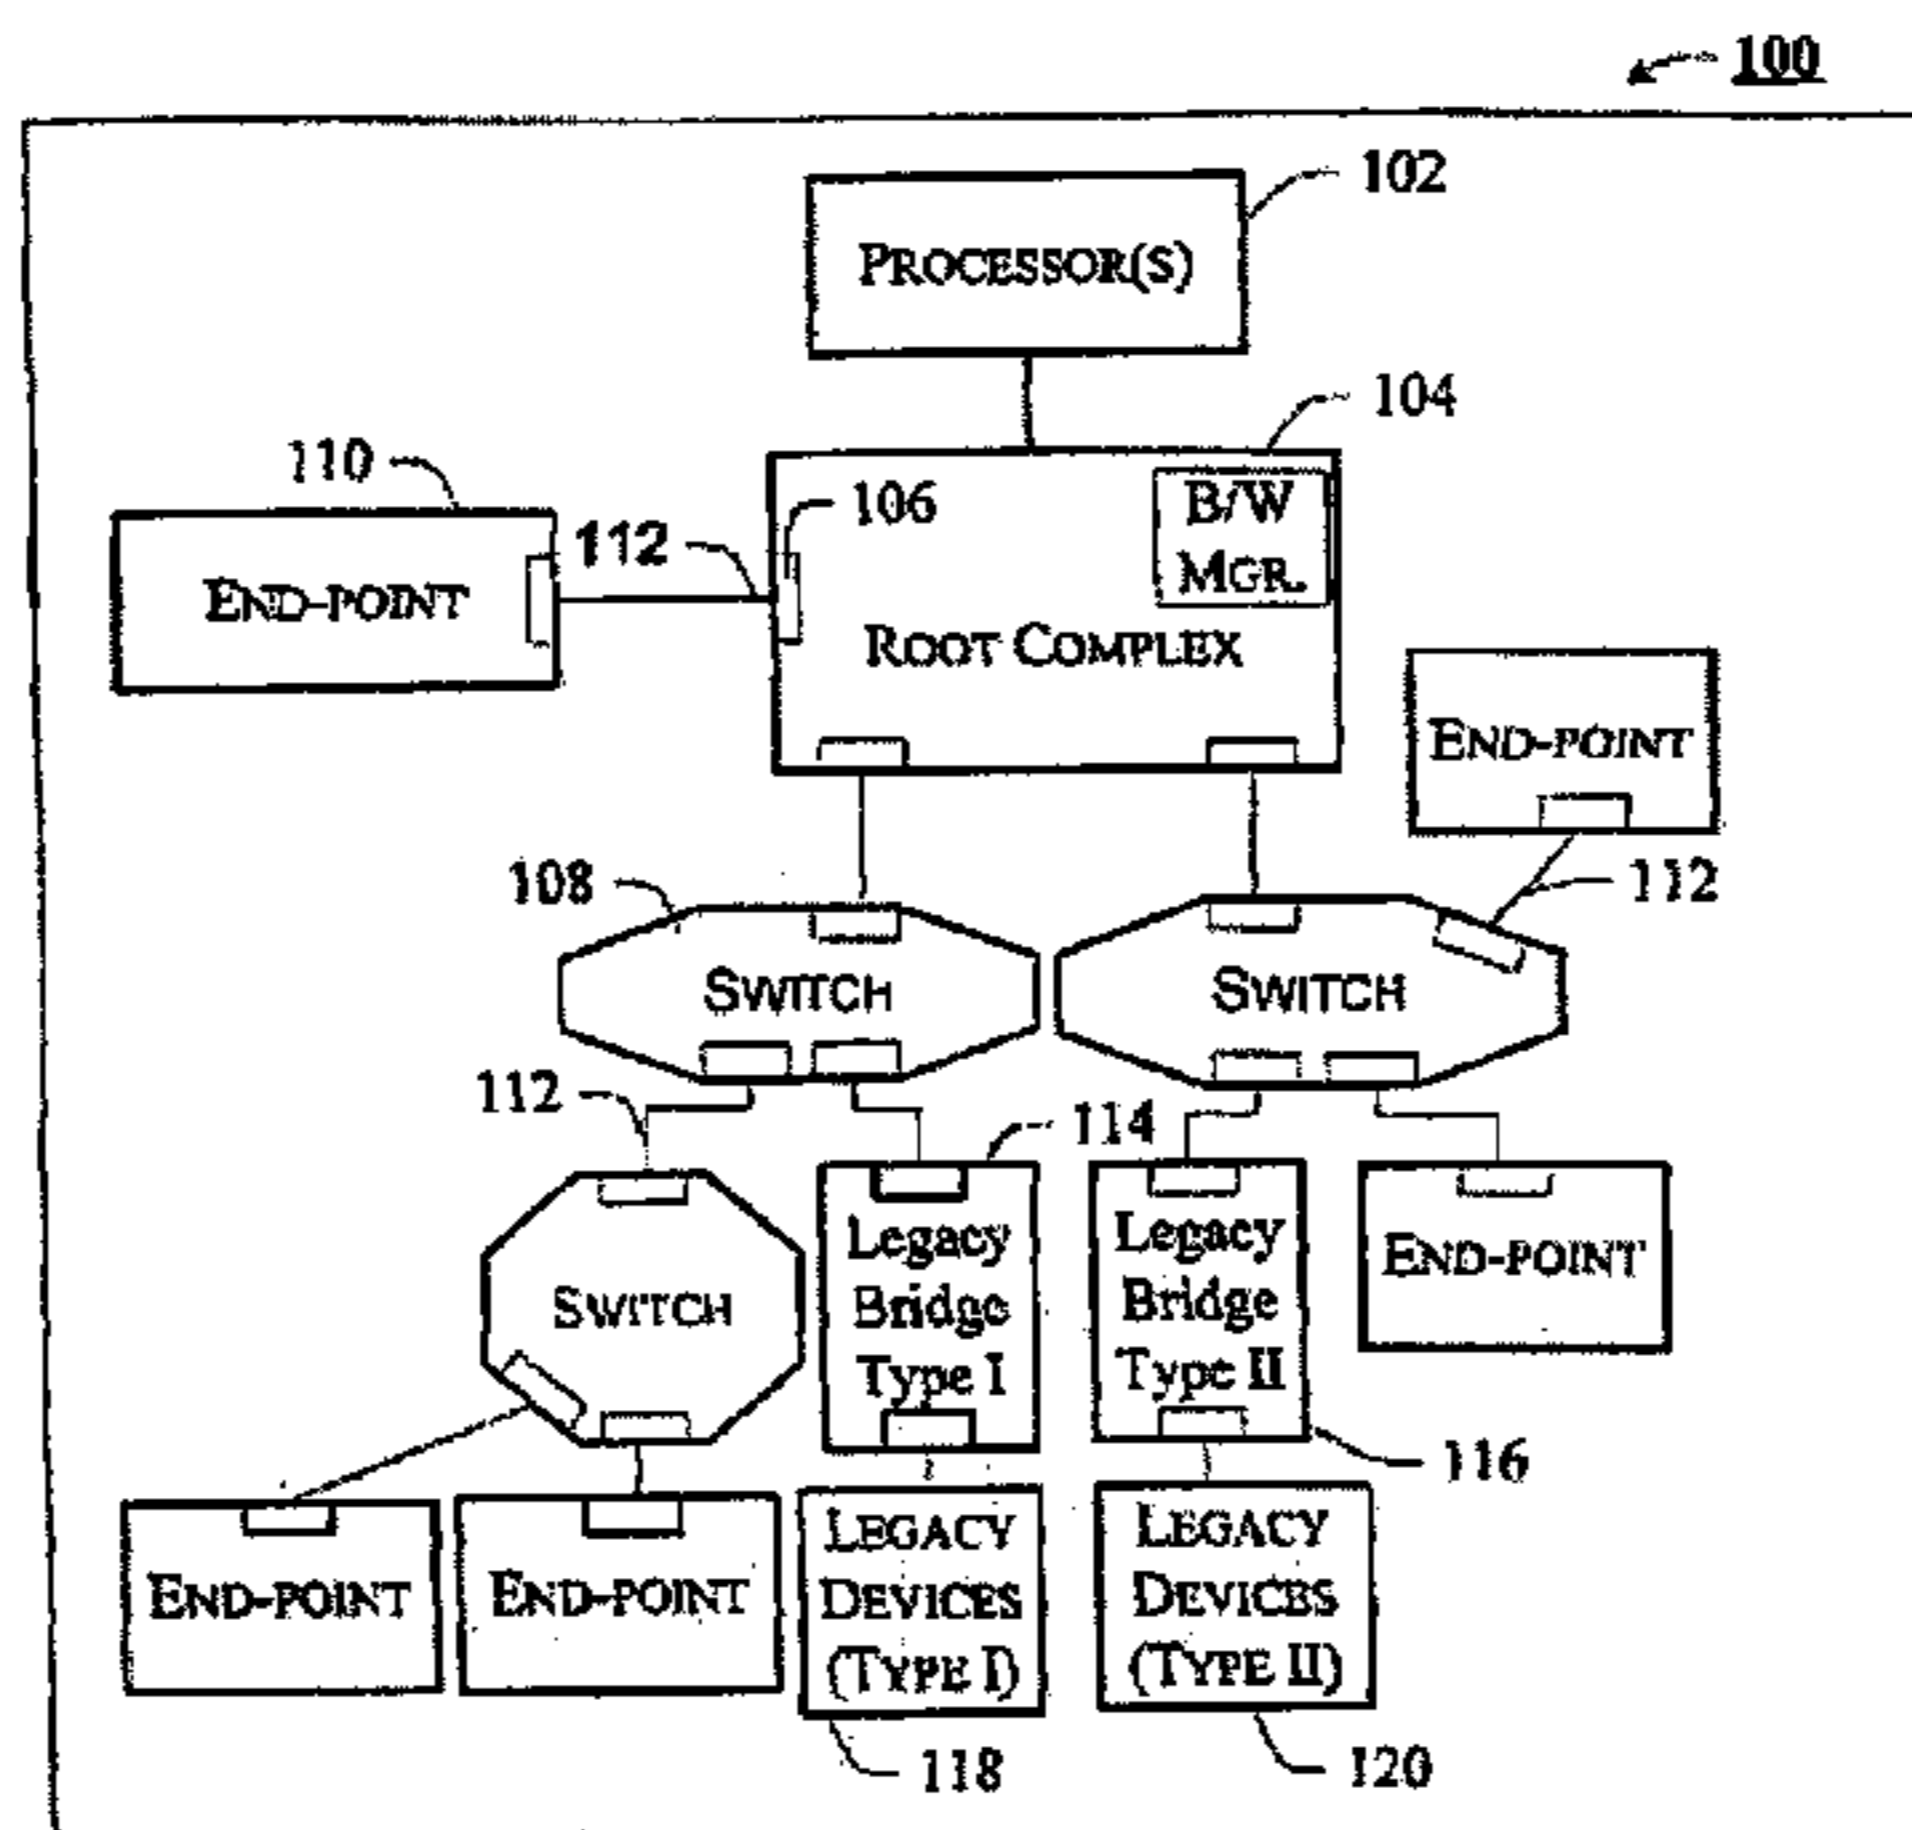 100
102
PROCESSOR(S)
104
110
106
B/W
MGR.
112
END-POINT
ROOT COMPLEX
END-POINT
108
112
SWITCH
SWITCH
112
114
Legacy
Bridge
Type I
Legacy
Bridge
Type II
END-POINT
SWITCH
116
END-POINT
END-POINT
LEGACY
DEVICES
(TYPE I)
LEGACY
DEVICES
(TYPE II)
118
120